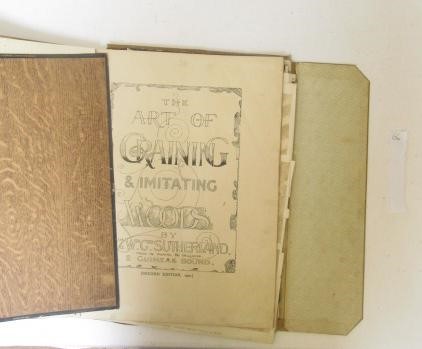 THE
ART OF
GRAINING
& IMITATING
WOODS
BY
W.G. SUTHERLAND.
2 GUINEAS BOUND.